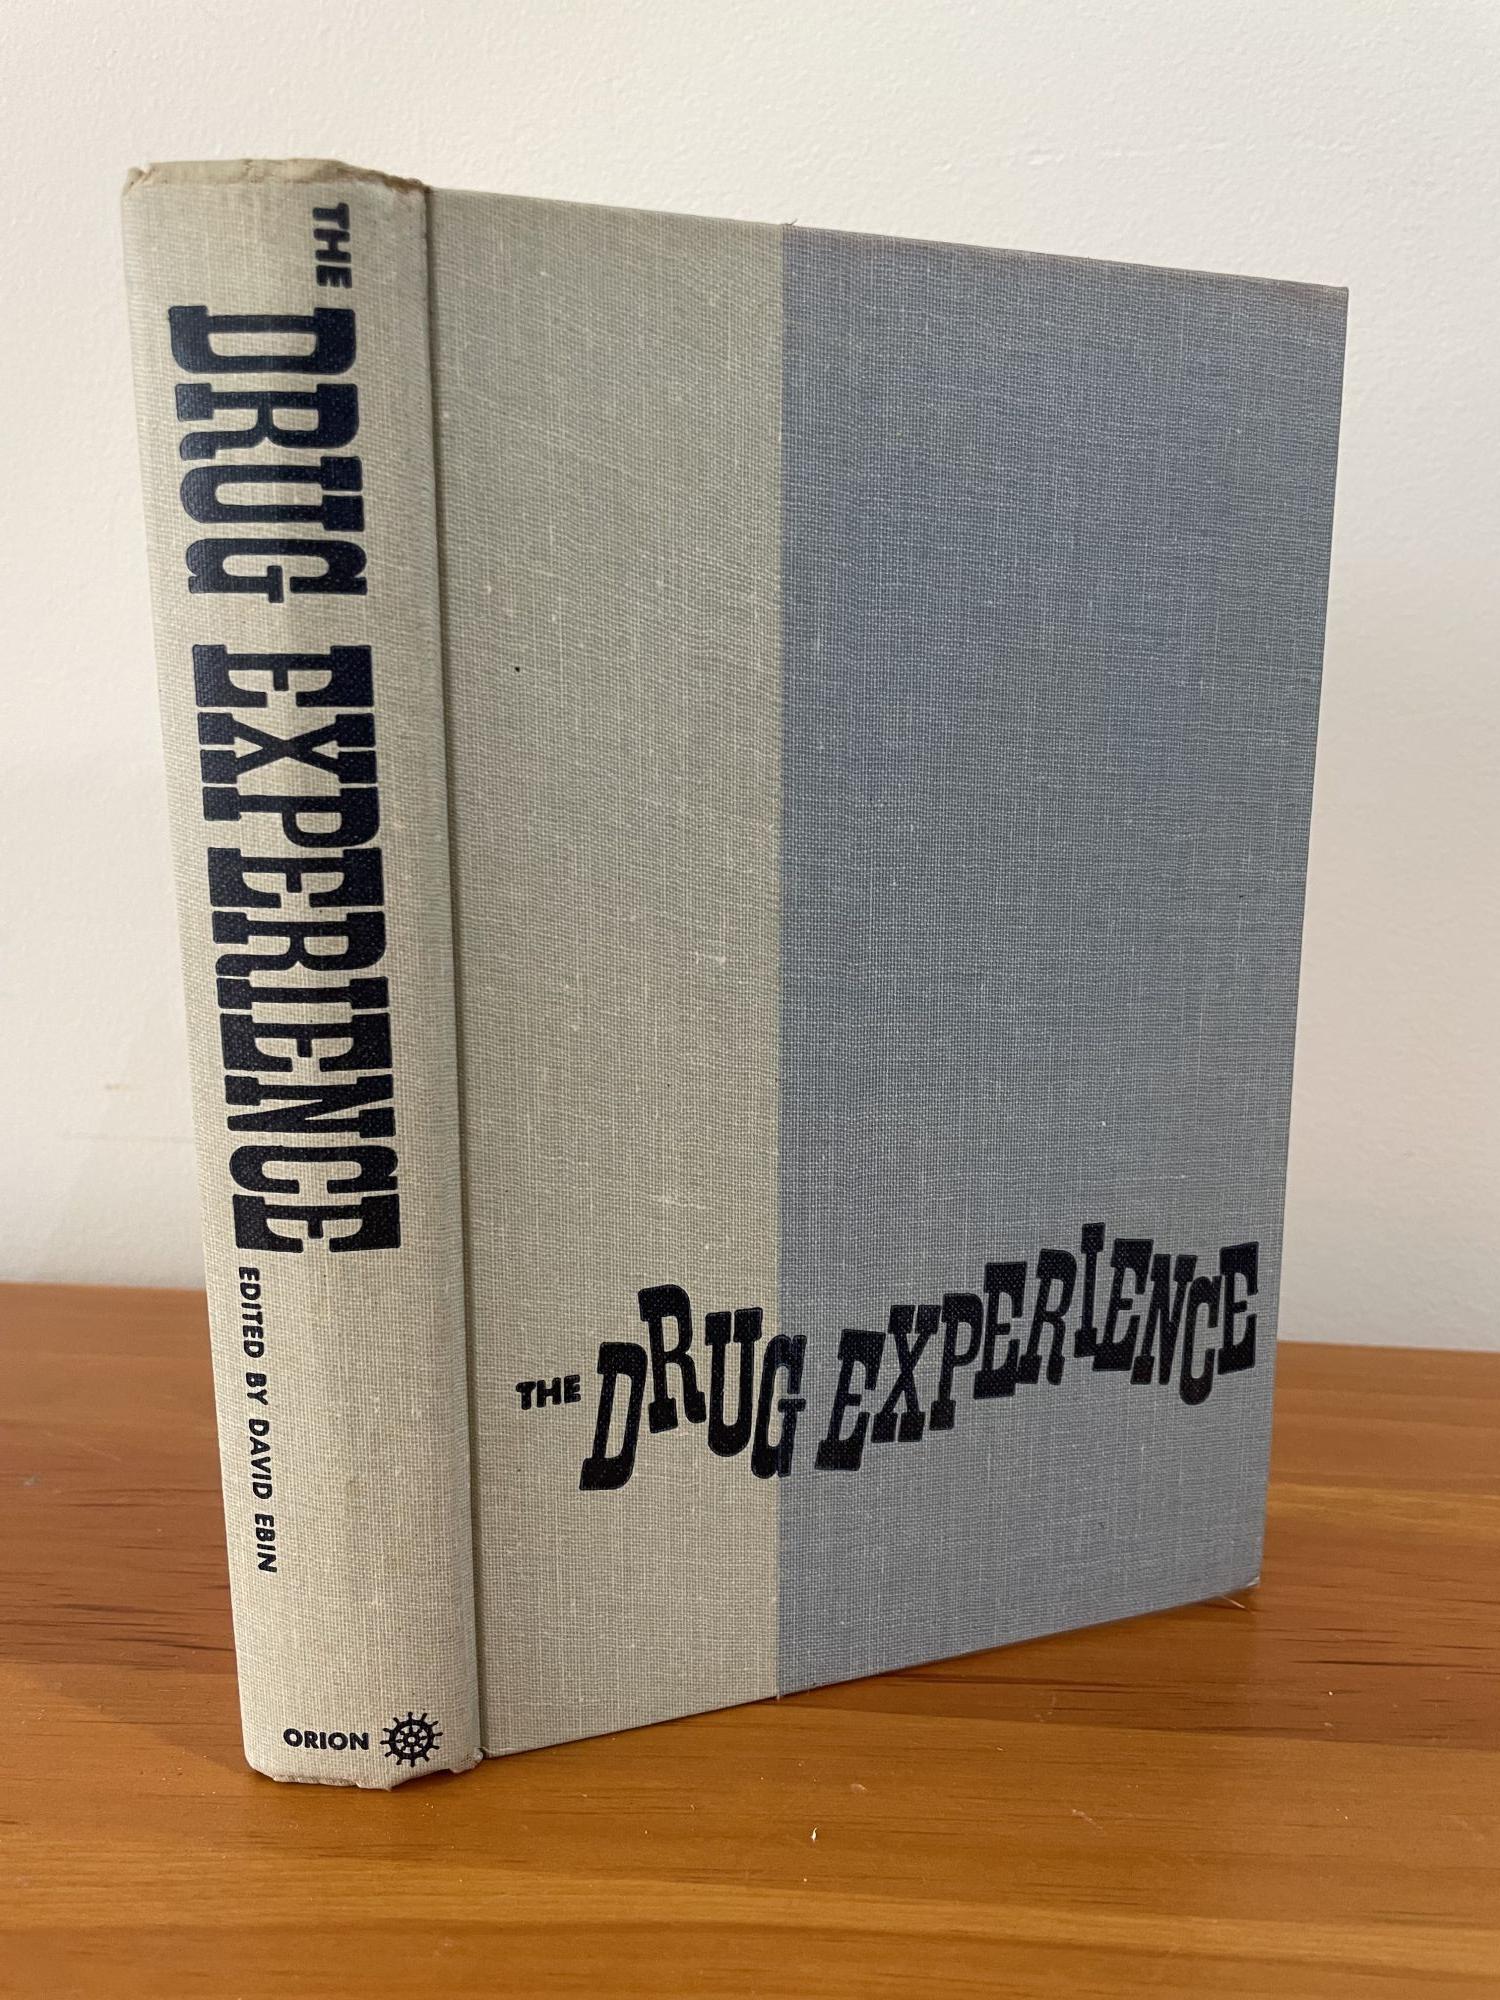 THE DRUG EXPERIENCE EDITED BY DAVID EBIN
ORION
THE DRUG EXPERIENCE